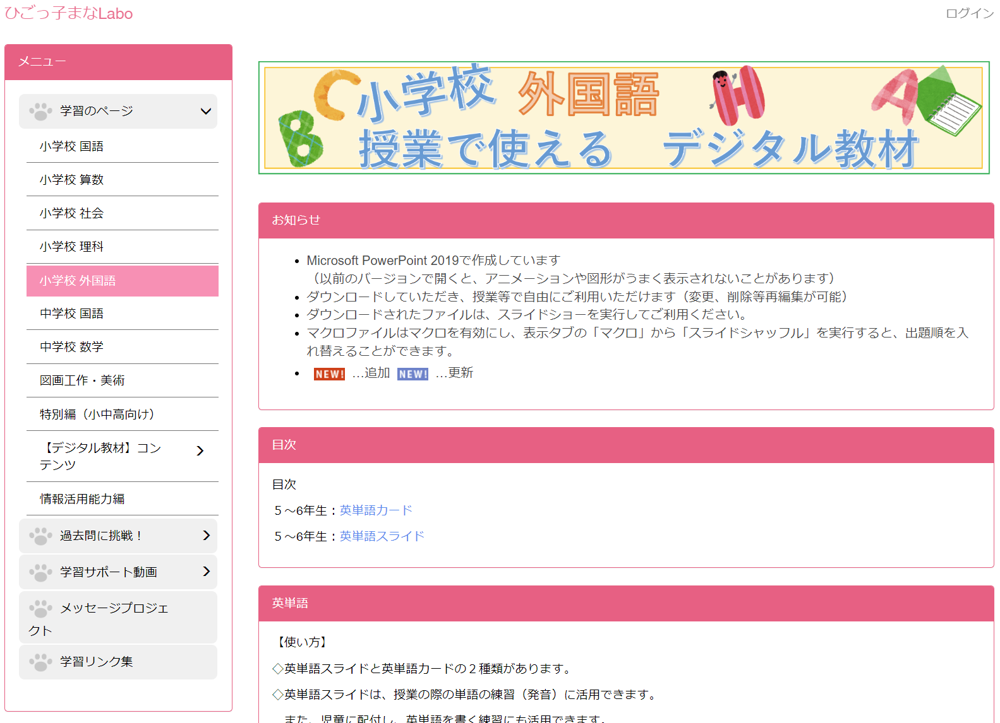 ひごっ子まなLabo
ログイン
メニュー
学習のページ
小学校 国語
小学校 算数
小学校 社会
小学校 理科
小学校 外国語
中学校 国語
中学校 数学
図画工作・美術
特別編（小中高向け）
【デジタル教材】コン
テンツ
情報活用能力編
過去問に挑戦！
学習サポート動画
メッセージプロジェ
クト
学習リンク集
B C 小学校 外国語 H A
授業で使える デジタル教材
お知らせ
Microsoft PowerPoint 2019で作成しています
（以前のバージョンで開くと、アニメーションや図形がうまく表示されないことがあります）
ダウンロードしていただき、授業等で自由にご利用いただけます（変更、削除等再編集が可能）
ダウンロードされたファイルは、スライドショーを実行してご利用ください。
マクロファイルはマクロを有効にし、表示タブの「マクロ」から「スライドシャッフル」を実行すると、出題順を入
れ替えることができます。
NEW! …追加 NEW! …更新
目次
目次
５～6年生：英単語カード
５～6年生：英単語スライド
英単語
【使い方】
◇英単語スライドと英単語カードの２種類があります。
◇英単語スライドは、授業の際の単語の練習（発音）に活用できます。
また、児童に配付し、英単語を書く練習にも活用できます。